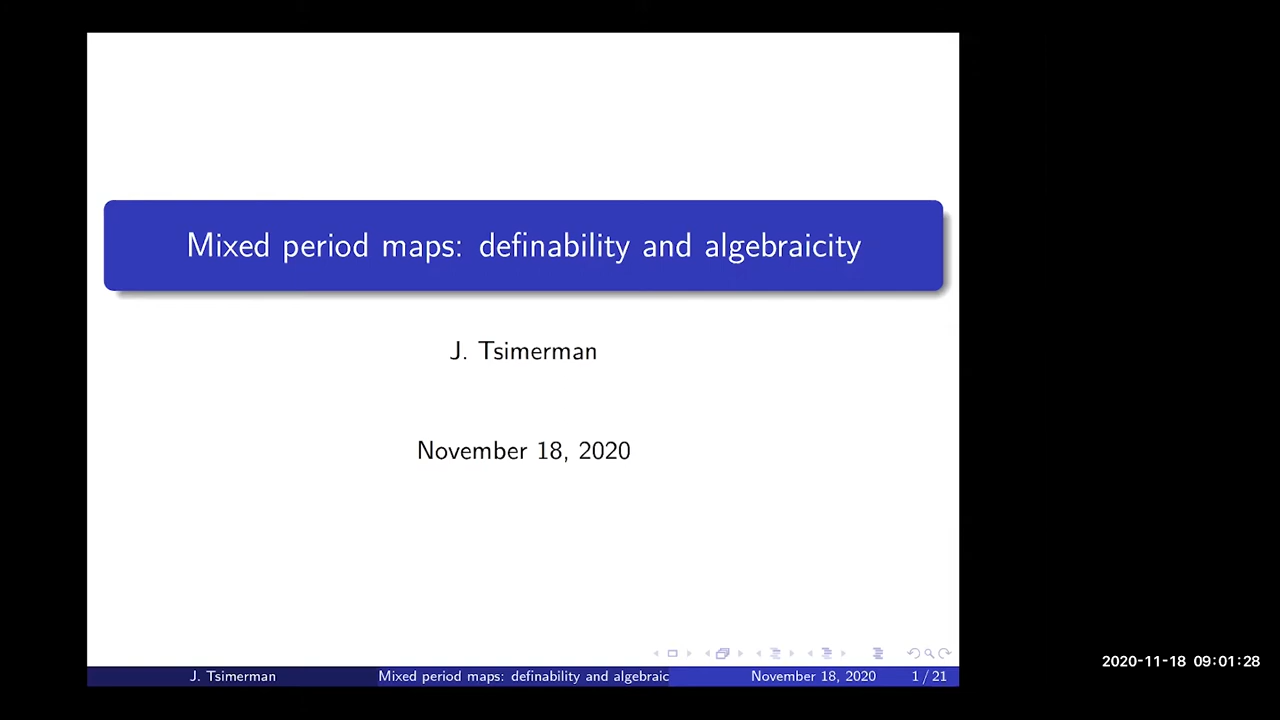 Mixed period maps: definability and algebraicity
J. Tsimerman
November 18, 2020
J. Tsimerman
Mixed period maps: definability and algebraic
November 18, 2020
1 / 21
2020-11-18 09:01:28